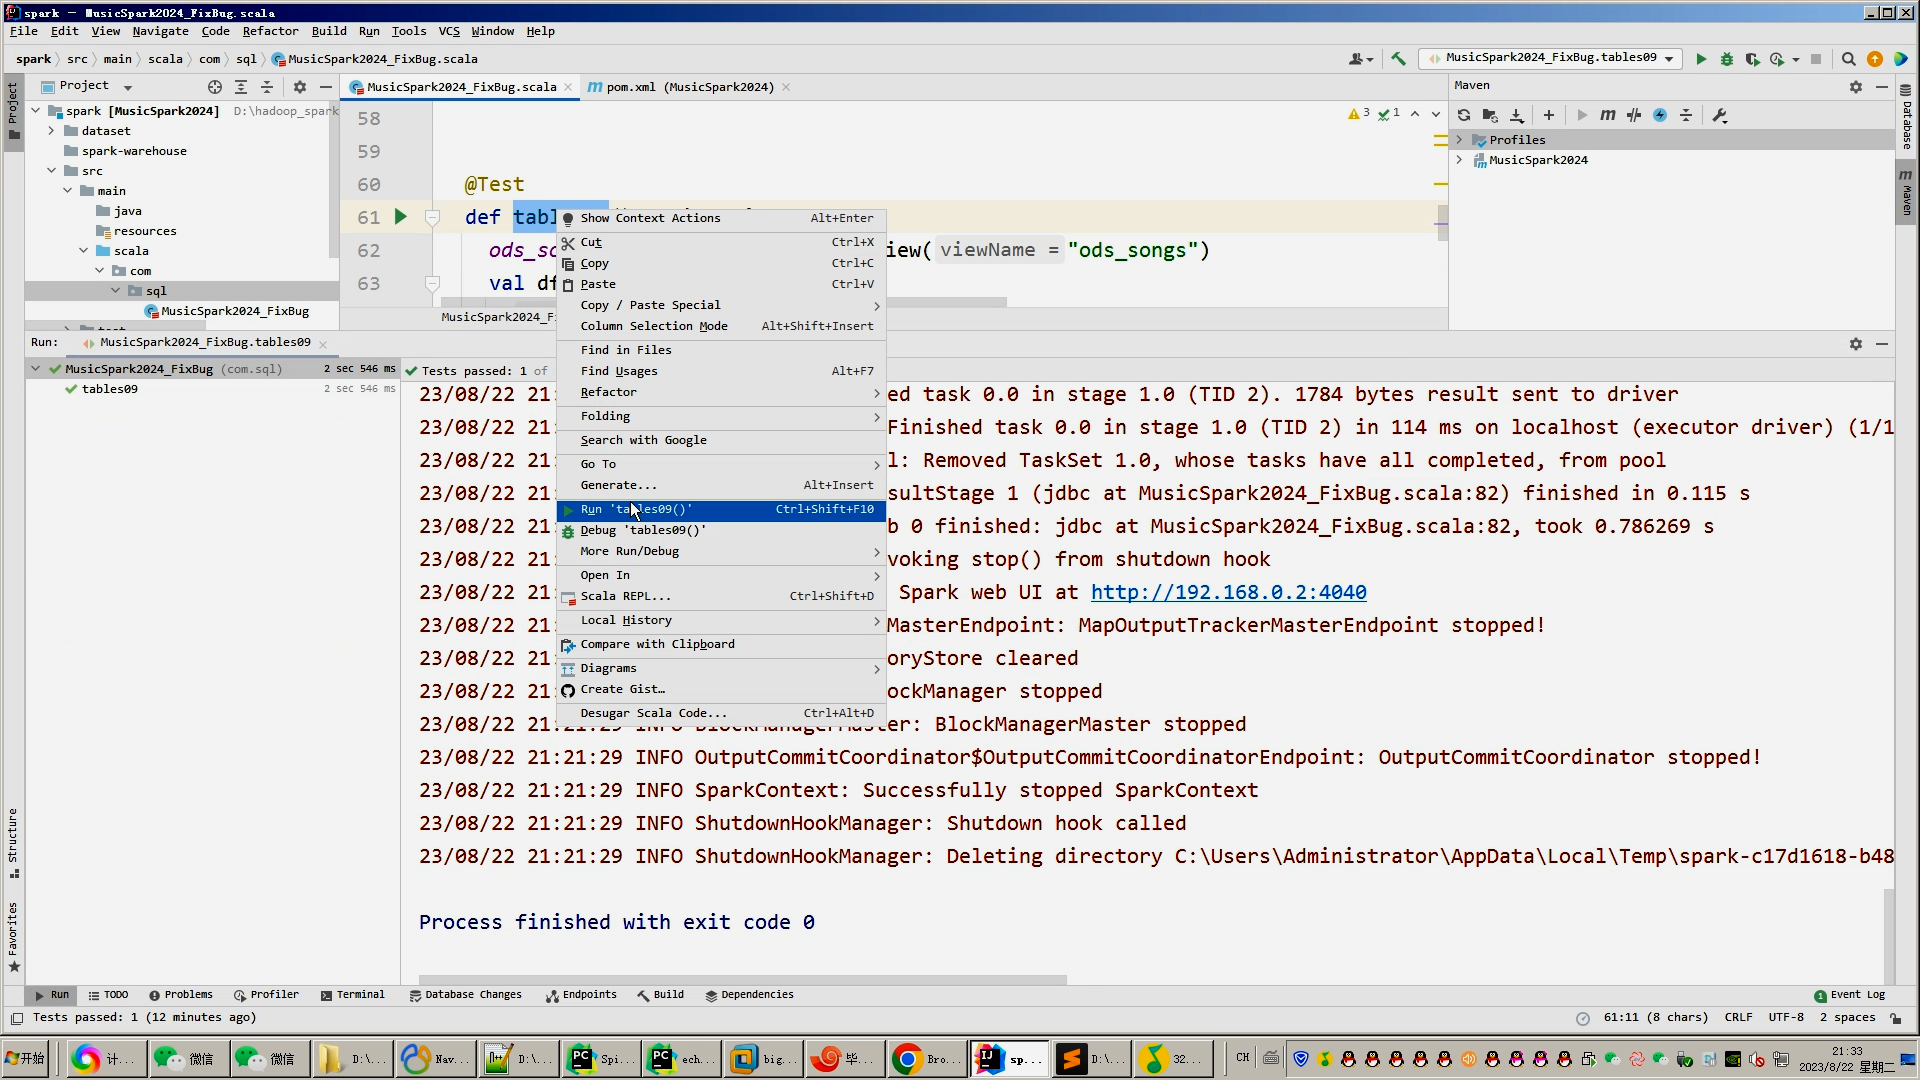 spark – MusicSpark2024_FixBug.scala
File Edit View Navigate Code Refactor Build Run Tools VCS Window Help
spark src main scala com sql MusicSpark2024_FixBug.scala
MusicSpark2024_FixBug.tables09
Project
MusicSpark2024_FixBug.scala
pom.xml (MusicSpark2024)
Maven
spark [MusicSpark2024] D:\hadoop_spark
dataset
spark-warehouse
src
main
java
resources
scala
com
sql
MusicSpark2024_FixBug
3 1
58
59
60 @Test
61 def tabl
62 ods_so iew( viewName = "ods_songs")
63 val df
MusicSpark2024_F
Profiles
MusicSpark2024
Project
Structure
Favorites
Database
Maven
Show Context Actions Alt+Enter
Cut Ctrl+X
Copy Ctrl+C
Paste Ctrl+V
Copy / Paste Special
Column Selection Mode Alt+Shift+Insert
Find in Files
Find Usages Alt+F7
Refactor
Folding
Search with Google
Go To
Generate... Alt+Insert
Run 'tables09()' Ctrl+Shift+F10
Debug 'tables09()'
More Run/Debug
Open In
Scala REPL... Ctrl+Shift+D
Local History
Compare with Clipboard
Diagrams
Create Gist…
Desugar Scala Code... Ctrl+Alt+D
Run: MusicSpark2024_FixBug.tables09
MusicSpark2024_FixBug (com.sql) 2 sec 546 ms
tables09 2 sec 546 ms
Tests passed: 1 of
23/08/22 21: ed task 0.0 in stage 1.0 (TID 2). 1784 bytes result sent to driver
23/08/22 21: Finished task 0.0 in stage 1.0 (TID 2) in 114 ms on localhost (executor driver) (1/1
23/08/22 21: l: Removed TaskSet 1.0, whose tasks have all completed, from pool
23/08/22 21: sultStage 1 (jdbc at MusicSpark2024_FixBug.scala:82) finished in 0.115 s
23/08/22 21: b 0 finished: jdbc at MusicSpark2024_FixBug.scala:82, took 0.786269 s
23/08/22 21: voking stop() from shutdown hook
23/08/22 21: Spark web UI at http://192.168.0.2:4040
23/08/22 21: MasterEndpoint: MapOutputTrackerMasterEndpoint stopped!
23/08/22 21: oryStore cleared
23/08/22 21: ockManager stopped
23/08/22 21:21:29 INFO BlockManagerMaster: BlockManagerMaster stopped
23/08/22 21:21:29 INFO OutputCommitCoordinator$OutputCommitCoordinatorEndpoint: OutputCommitCoordinator stopped!
23/08/22 21:21:29 INFO SparkContext: Successfully stopped SparkContext
23/08/22 21:21:29 INFO ShutdownHookManager: Shutdown hook called
23/08/22 21:21:29 INFO ShutdownHookManager: Deleting directory C:\Users\Administrator\AppData\Local\Temp\spark-c17d1618-b48
Process finished with exit code 0
Run TODO Problems Profiler Terminal Database Changes Endpoints Build Dependencies
1 Event Log
Tests passed: 1 (12 minutes ago)
61:11 (8 chars) CRLF UTF-8 2 spaces
开始 计... 微信 微信 D:\... Nav... D:\... Spi... ech... big... 毕... Bro... sp... D:\... 32...
CH
21:33
2023/8/22 星期二